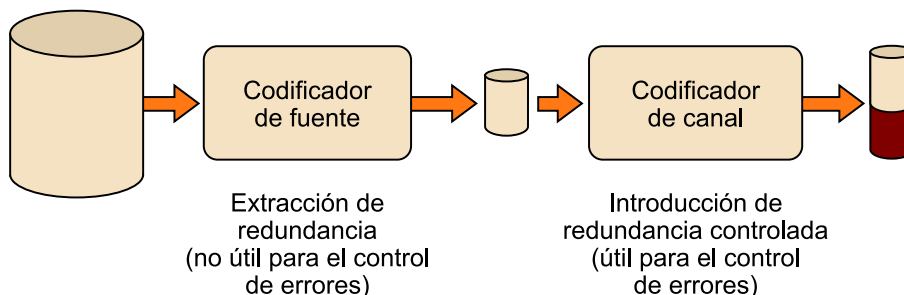 Codificador
de fuente
Codificador
de canal
Extracción de
redundancia
(no útil para el control
de errores)
Introducción de
redundancia controlada
(útil para el control
de errores)